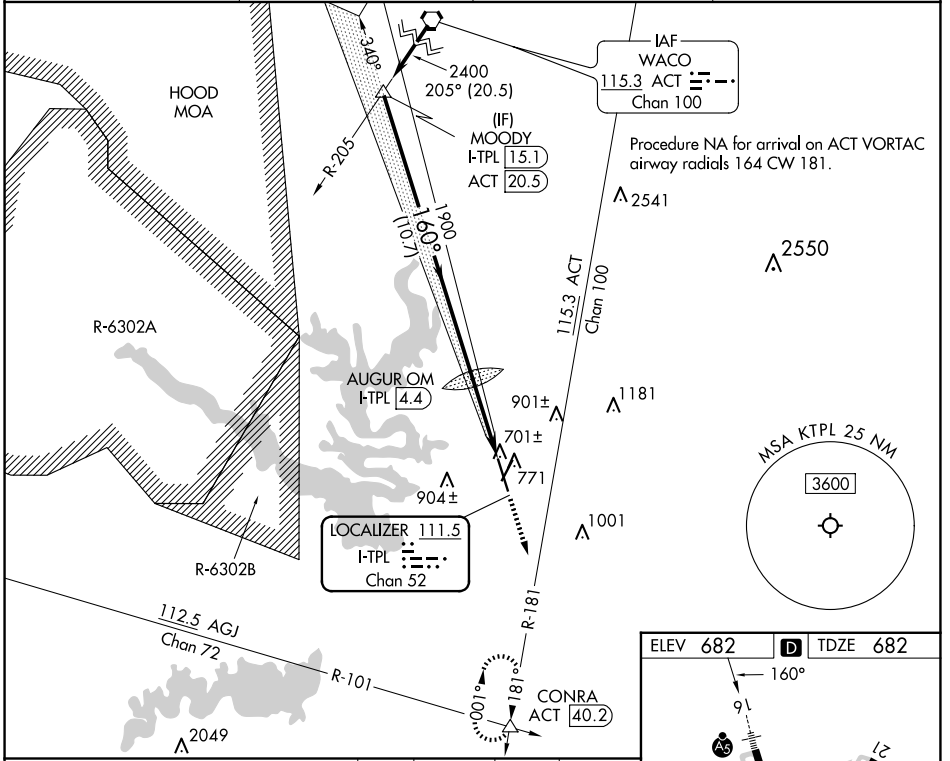 IAF
WACO
115.3 ACT
Chan 100
340°
2400
205° (20.5)
HOOD
MOA
(IF)
MOODY
I-TPL 15.1
ACT 20.5
R-205
Procedure NA for arrival on ACT VORTAC
airway radials 164 CW 181.
2541
2550
1900
160°
(10.7)
115.3 ACT
Chan 100
R-6302A
AUGUR OM
I-TPL 4.4
901±
1181
701±
771
904±
MSA KTPL 25 NM
3600
LOCALIZER 111.5
I-TPL
Chan 52
1001
R-6302B
112.5 AGJ
Chan 72
R-101
R-181
001°
181°
CONRA
ACT 40.2
2049
ELEV 682 D TDZE 682
160°
16
A5
21